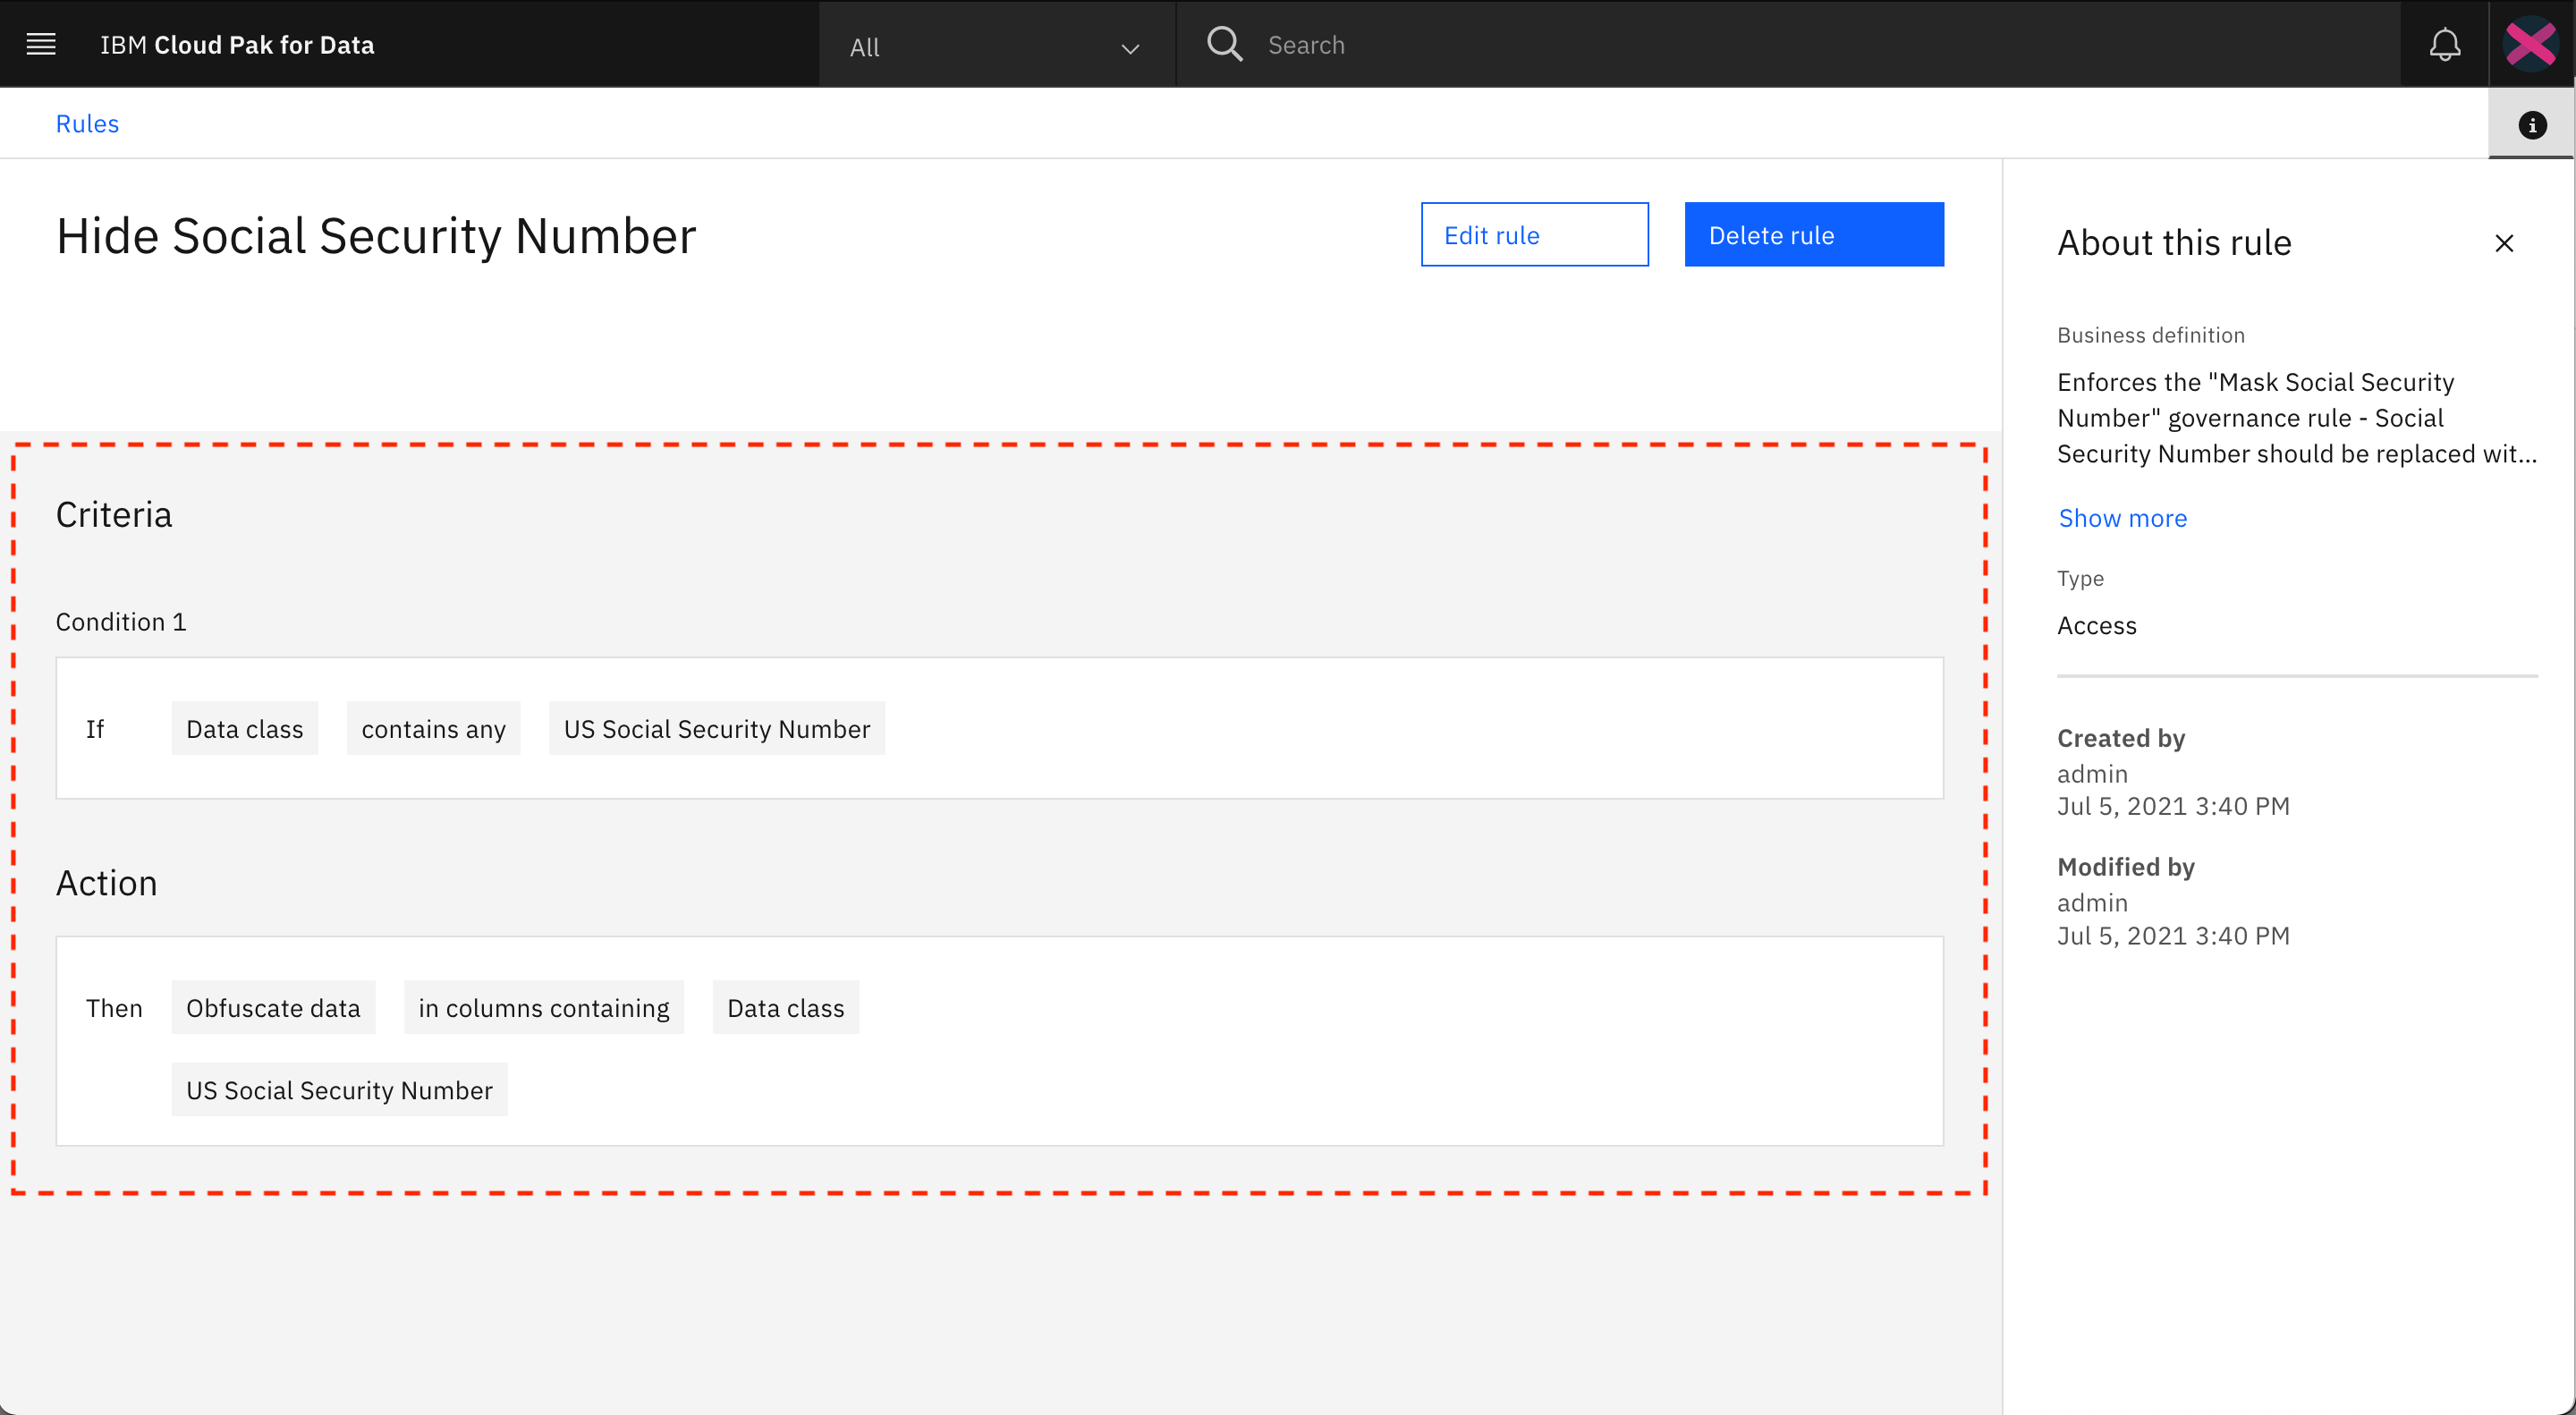 IBM Cloud Pak for Data
All
Search
Rules
Hide Social Security Number
Edit rule
Delete rule
Criteria
Condition 1
If Data class contains any US Social Security Number
Action
Then Obfuscate data in columns containing Data class
US Social Security Number
About this rule
Business definition
Enforces the "Mask Social Security
Number" governance rule - Social
Security Number should be replaced wit...
Show more
Type
Access
Created by
admin
Jul 5, 2021 3:40 PM
Modified by
admin
Jul 5, 2021 3:40 PM